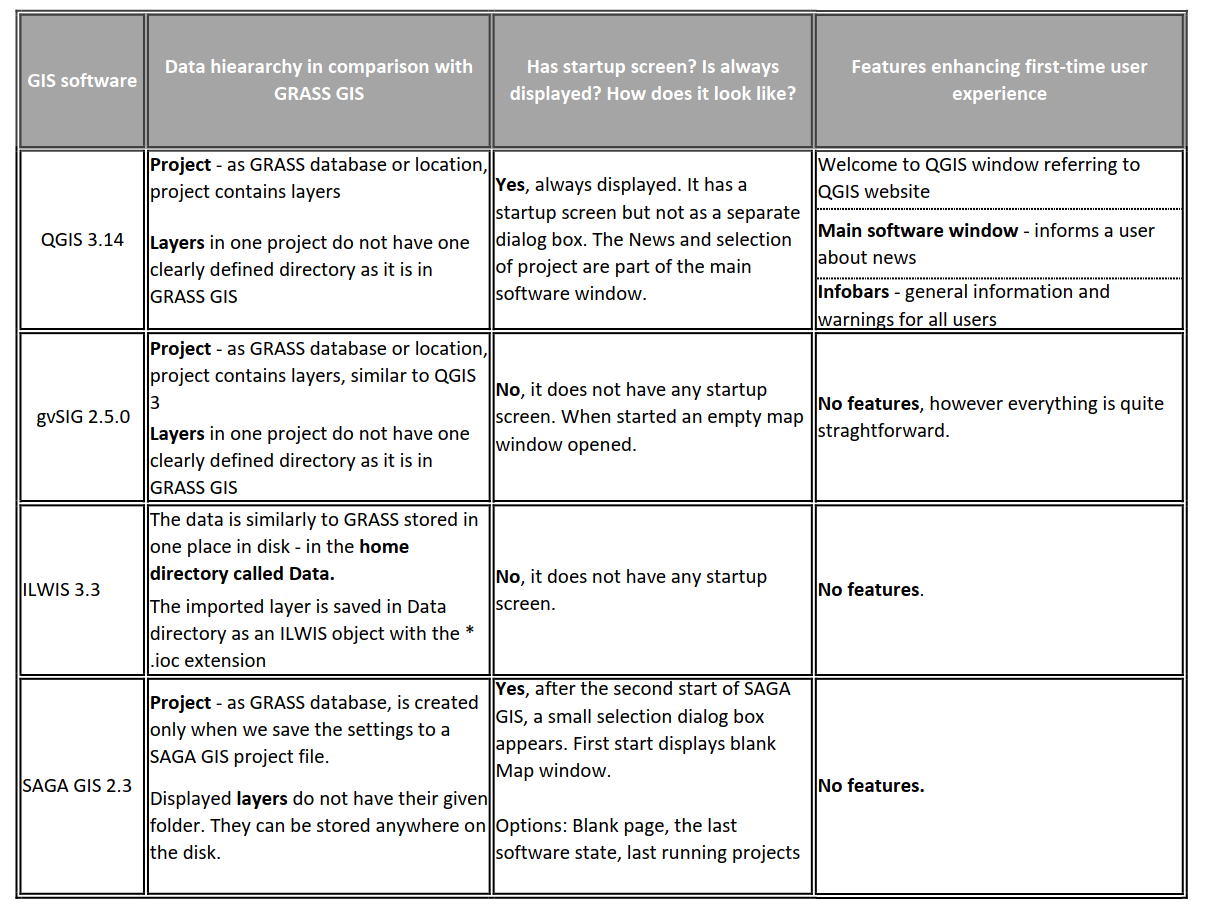 GIS software
Data hieararchy in comparison with
GRASS GIS
Has startup screen? Is always
displayed? How does it look like?
Features enhancing first-time user
experience
QGIS 3.14
Project - as GRASS database or location,
project contains layers
Layers in one project do not have one
clearly defined directory as it is in
GRASS GIS
Yes, always displayed. It has a
startup screen but not as a separate
dialog box. The News and selection
of project are part of the main
software window.
Welcome to QGIS window referring to
QGIS website
Main software window - informs a user
about news
Infobars - general information and
warnings for all users
gvSIG 2.5.0
Project - as GRASS database or location,
project contains layers, similar to QGIS
3
Layers in one project do not have one
clearly defined directory as it is in
GRASS GIS
No, it does not have any startup
screen. When started an empty map
window opened.
No features, however everything is quite
straghtforward.
ILWIS 3.3
The data is similarly to GRASS stored in
one place in disk - in the home
directory called Data.
The imported layer is saved in Data
directory as an ILWIS object with the *
.ioc extension
No, it does not have any startup
screen.
No features.
SAGA GIS 2.3
Project - as GRASS database, is created
only when we save the settings to a
SAGA GIS project file.
Displayed layers do not have their given
folder. They can be stored anywhere on
the disk.
Yes, after the second start of SAGA
GIS, a small selection dialog box
appears. First start displays blank
Map window.
Options: Blank page, the last
software state, last running projects
No features.